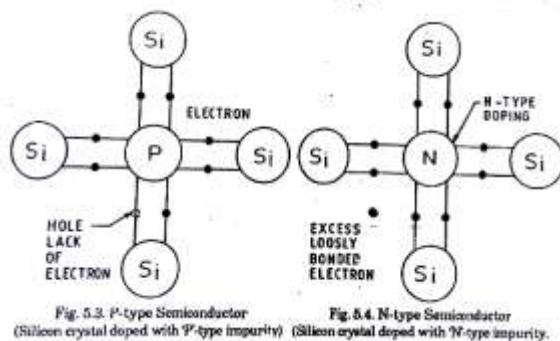 Si
ELECTRON
Si
P
Si
HOLE
LACK
OF
ELECTRON
Si
Fig. 5.3. P-type Semiconductor
(Silicon crystal doped with 'P'-type impurity)
Si
N-TYPE
DOPING
Si
N
Si
EXCESS
LOOSLY
BONDED
ELECTRON
Si
Fig. 5.4. N-type Semiconductor
(Silicon crystal doped with 'N'-type impurity.